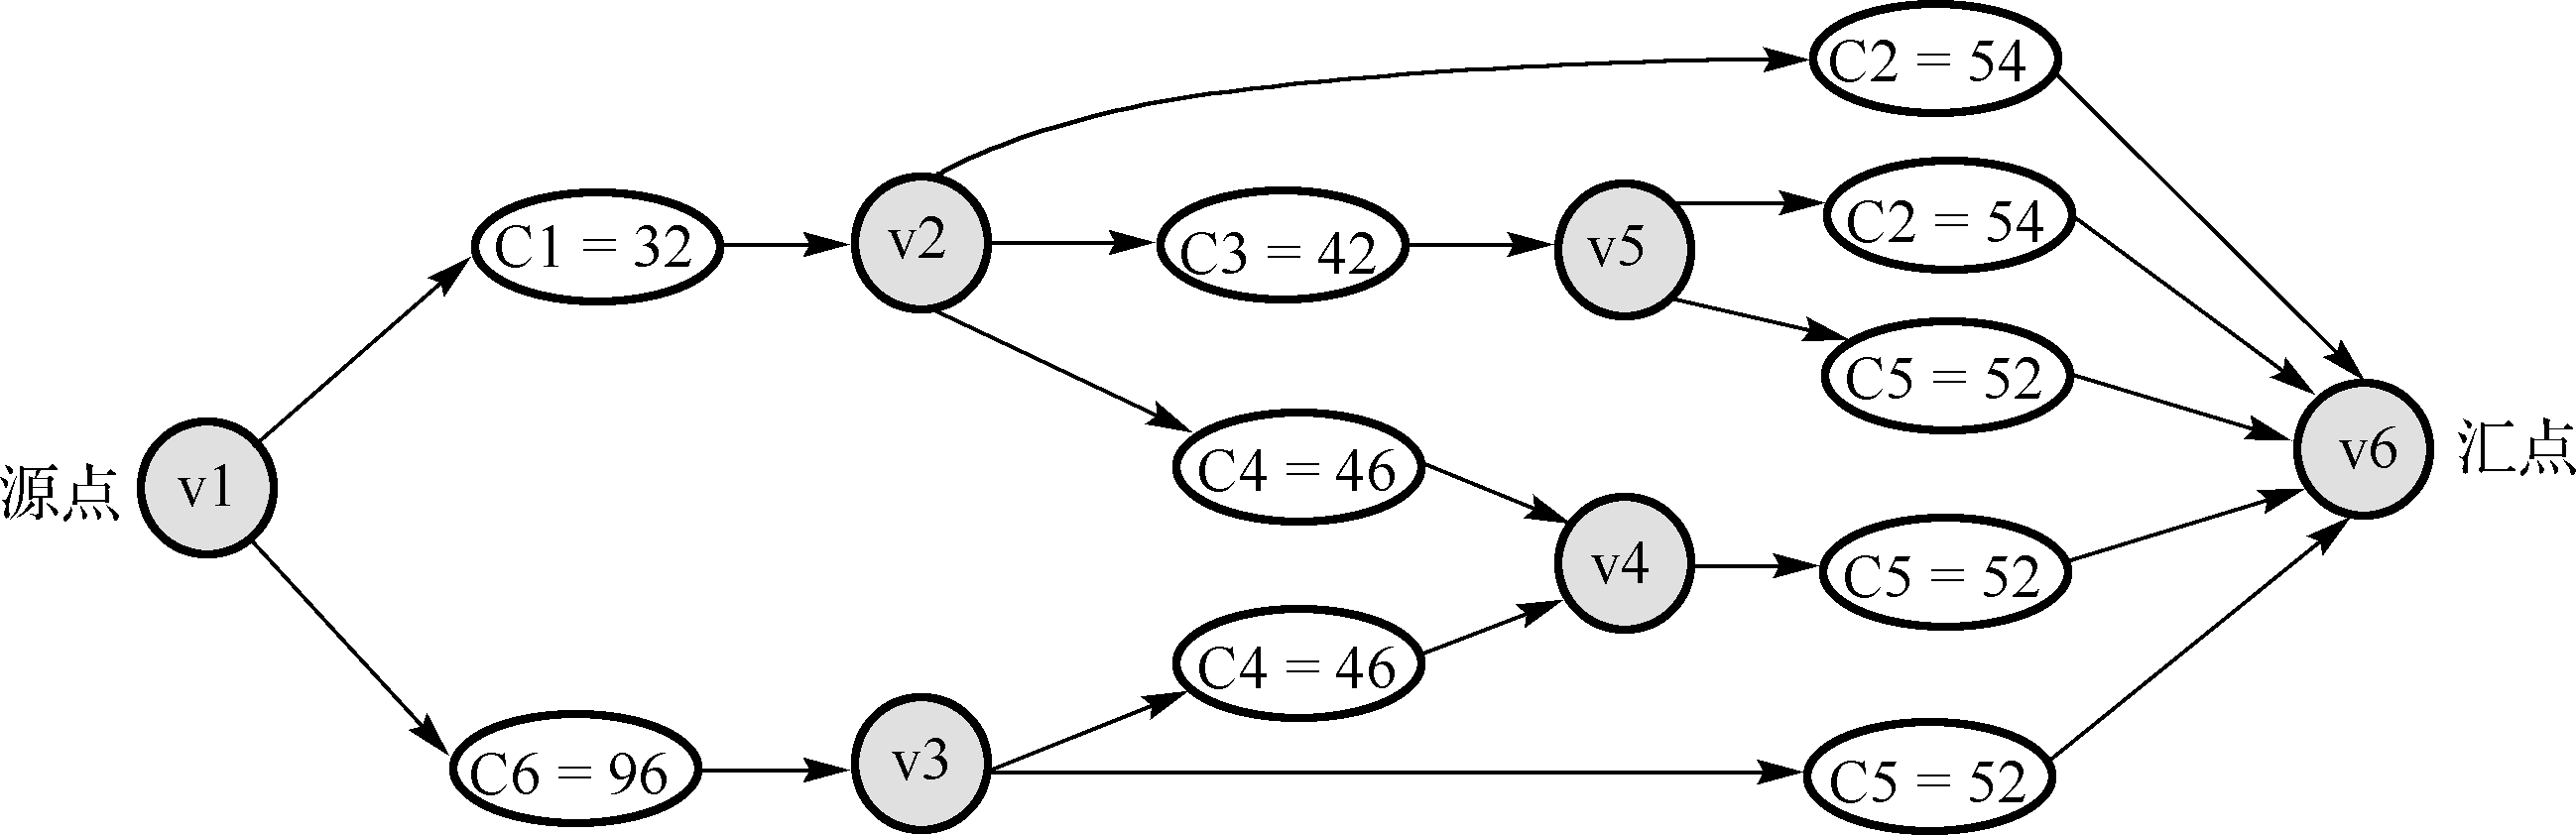 C2 = 54
C1 = 32
v2
C3 = 42
v5
C2 = 54
C5 = 52
源点
v1
C4 = 46
v6
汇点
v4
C5 = 52
C4 = 46
C6 = 96
v3
C5 = 52